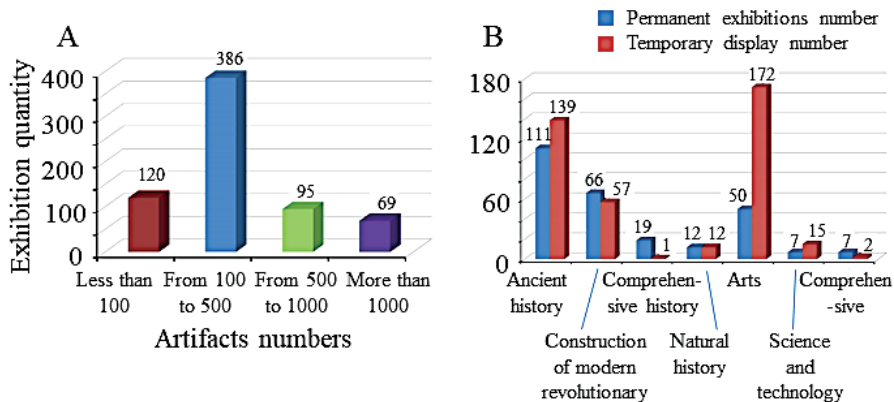 A
Exhibition quantity
400
300
200
100
0
120
386
95
69
Less than
100
From 100
to 500
From 500
to 1000
More than
1000
Artifacts numbers
B
Permanent exhibitions number
Temporary display number
180
120
60
0
111
139
66
57
19
1
12
12
50
172
7
15
7
2
Ancient
history
Construction
of modern
revolutionary
Comprehen-
sive history
Natural
history
Arts
Science
and
technology
Comprehen
-sive